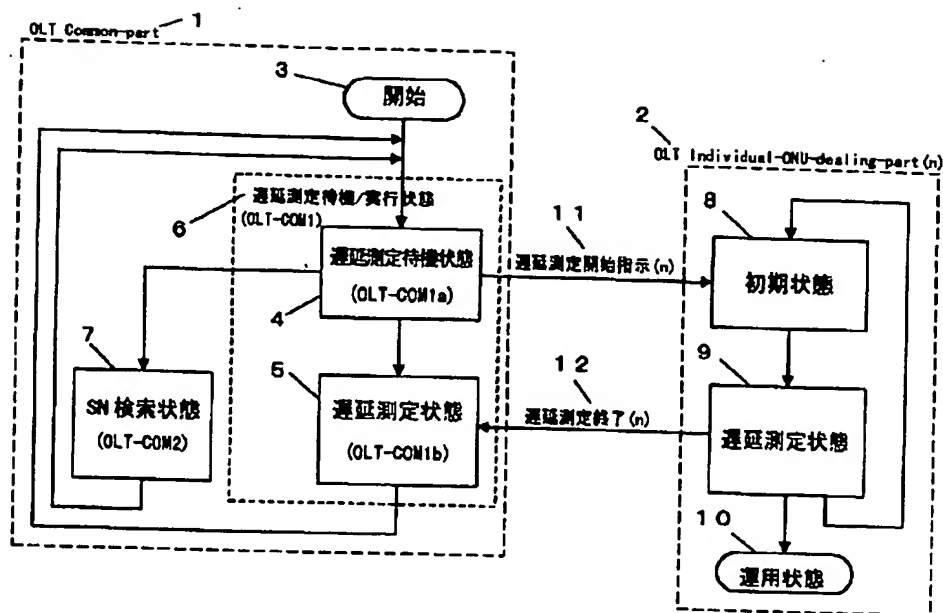 OLT Common-part
1
3
開始
2
OLT Individual-ONU-dealing-part(n)
6
遅延測定待機/実行状態
(OLT-COM1)
11
8
遅延測定待機状態
(OLT-COM1a)
遅延測定開始指示(n)
初期状態
4
7
5
12
9
SN検索状態
(OLT-COM2)
遅延測定状態
(OLT-COM1b)
遅延測定終了(n)
遅延測定状態
10
運用状態